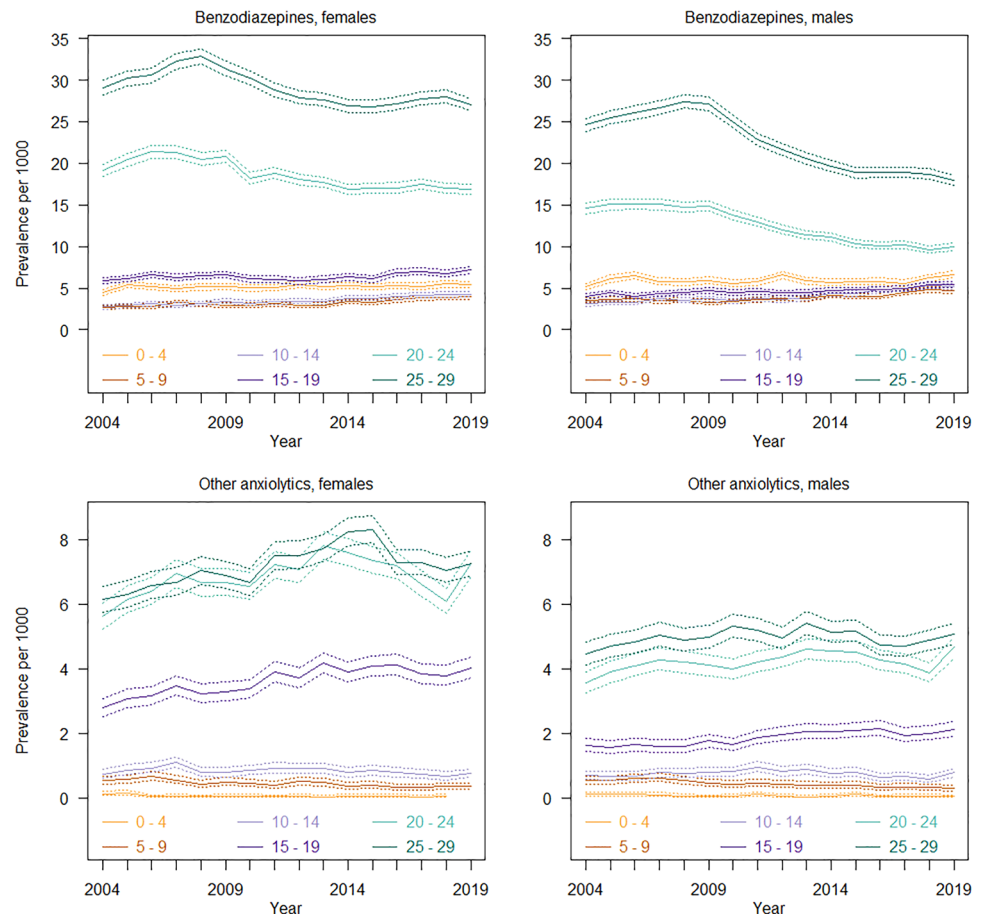 Benzodiazepines, females
Prevalence per 1000
35
30
25
20
15
10
5
0
0 - 4
10 - 14
20 - 24
5 - 9
15 - 19
25 - 29
2004
2009
2014
2019
Year
Benzodiazepines, males
35
30
25
20
15
10
5
0
0 - 4
10 - 14
20 - 24
5 - 9
15 - 19
25 - 29
2004
2009
2014
2019
Year
Other anxiolytics, females
Prevalence per 1000
8
6
4
2
0
0 - 4
10 - 14
20 - 24
5 - 9
15 - 19
25 - 29
2004
2009
2014
2019
Year
Other anxiolytics, males
8
6
4
2
0
0 - 4
10 - 14
20 - 24
5 - 9
15 - 19
25 - 29
2004
2009
2014
2019
Year